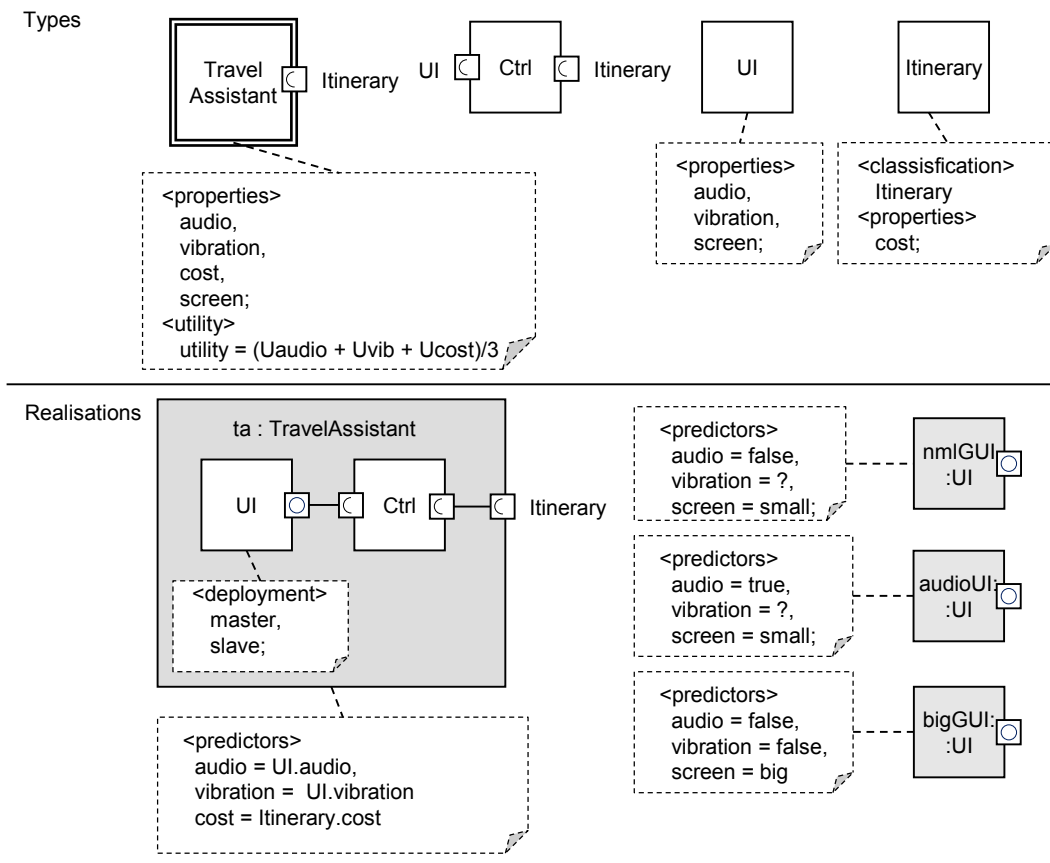 Types
Travel
Assistant
Itinerary
UI
Ctrl
Itinerary
UI
Itinerary
<properties>
audio,
vibration,
cost,
screen;
<utility>
utility = (Uaudio + Uvib + Ucost)/3
<properties>
audio,
vibration,
screen;
<classisfication>
Itinerary
<properties>
cost;
Realisations
ta : TravelAssistant
UI
Ctrl
Itinerary
<deployment>
master,
slave;
<predictors>
audio = UI.audio,
vibration =  UI.vibration
cost = Itinerary.cost
<predictors>
audio = false,
vibration = ?,
screen = small;
nmlGUI
:UI
<predictors>
audio = true,
vibration = ?,
screen = small;
audioUI:
:UI
<predictors>
audio = false,
vibration = false,
screen = big
bigGUI:
:UI